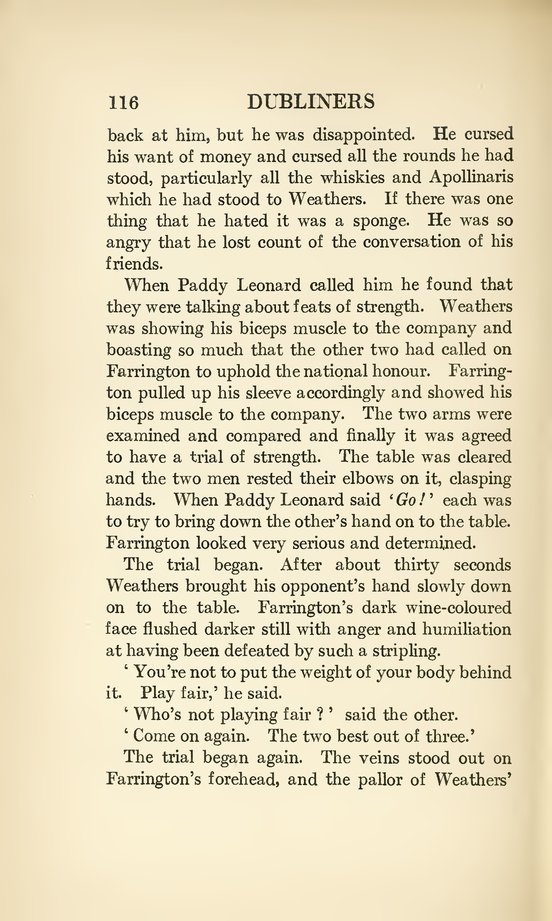 116 DUBLINERS
back at him, but he was disappointed. He cursed
his want of money and cursed all the rounds he had
stood, particularly all the whiskies and Apollinaris
which he had stood to Weathers. If there was one
thing that he hated it was a sponge. He was so
angry that he lost count of the conversation of his
friends.
When Paddy Leonard called him he found that
they were talking about feats of strength. Weathers
was showing his biceps muscle to the company and
boasting so much that the other two had called on
Farrington to uphold the national honour. Farring-
ton pulled up his sleeve accordingly and showed his
biceps muscle to the company. The two arms were
examined and compared and finally it was agreed
to have a trial of strength. The table was cleared
and the two men rested their elbows on it, clasping
hands. When Paddy Leonard said ‘Go!’ each was
to try to bring down the other’s hand on to the table.
Farrington looked very serious and determined.
The trial began. After about thirty seconds
Weathers brought his opponent’s hand slowly down
on to the table. Farrington’s dark wine-coloured
face flushed darker still with anger and humiliation
at having been defeated by such a stripling.
‘You’re not to put the weight of your body behind
it. Play fair,’ he said.
‘Who’s not playing fair?’ said the other.
‘Come on again. The two best out of three.’
The trial began again. The veins stood out on
Farrington’s forehead, and the pallor of Weathers’